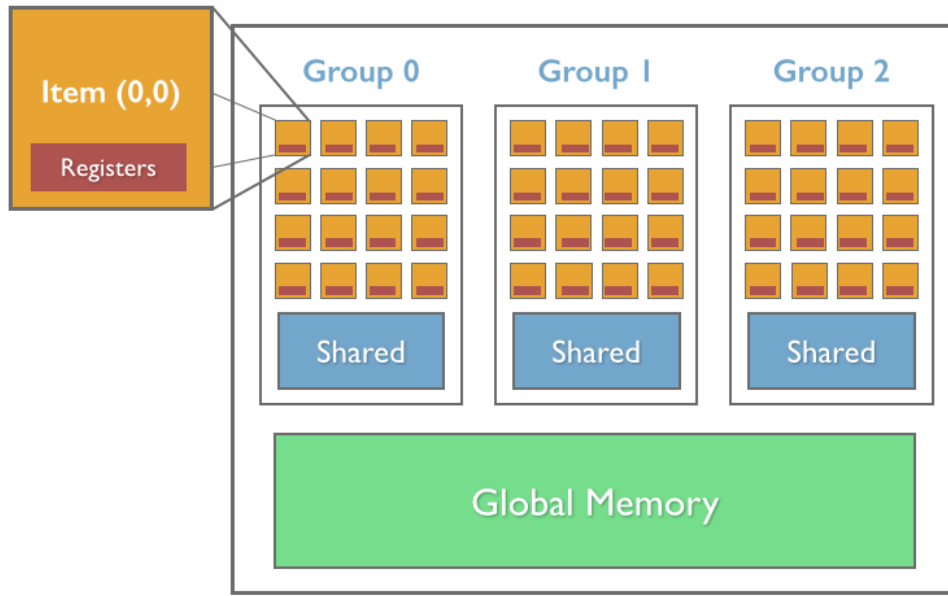 Item (0,0)
Registers
Group 0
Group 1
Group 2
Shared
Shared
Shared
Global Memory